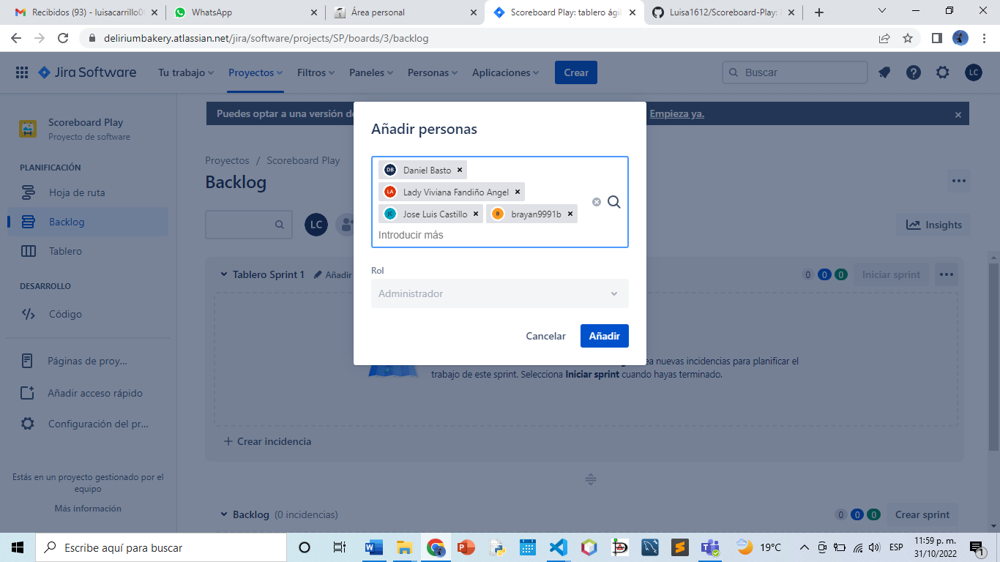 Recibidos (93) - luisacarrillo0
WhatsApp
Área personal
Scoreboard Play: tablero ágil
Luisa1612/Scoreboard-Play:
deliriumbakery.atlassian.net/jira/software/projects/SP/boards/3/backlog
Jira Software
Tu trabajo
Proyectos
Filtros
Paneles
Personas
Aplicaciones
Crear
Buscar
LC
Puedes optar a una versión de
Empieza ya.
Scoreboard Play
Proyecto de software
PLANIFICACIÓN
Hoja de ruta
Backlog
Tablero
DESARROLLO
Código
Páginas de proy...
Añadir acceso rápido
Configuración del pr...
Estás en un proyecto gestionado por el
equipo
Más información
Proyectos / Scoreboard Play
Backlog
LC
Insights
Tablero Sprint 1
Añadir
0 0 0
Iniciar sprint
Añadir personas
DB Daniel Basto
LA Lady Viviana Fandiño Angel
JC Jose Luis Castillo
B brayan9991b
Introducir más
Rol
Administrador
Cancelar
Añadir
ea nuevas incidencias para planificar el
trabajo de este sprint. Selecciona Iniciar sprint cuando hayas terminado.
Crear incidencia
Backlog (0 incidencias)
0 0 0
Crear sprint
Escribe aquí para buscar
19°C
ESP
11:59 p. m.
31/10/2022
1